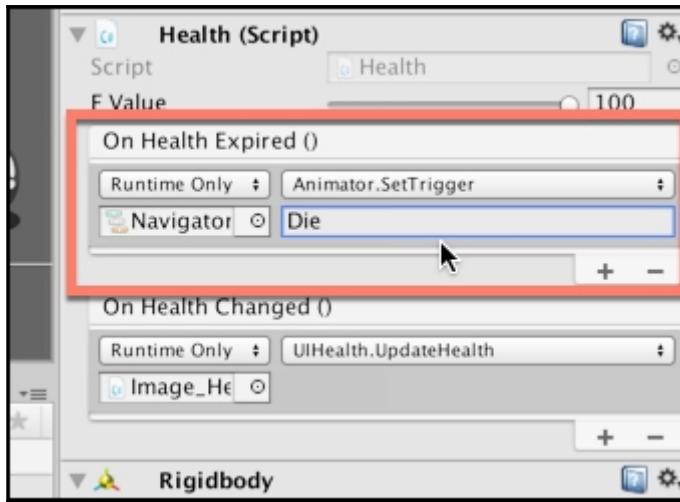 Health (Script)
Script Health
F Value 100
On Health Expired ()
Runtime Only Animator.SetTrigger
Navigator Die
On Health Changed ()
Runtime Only UIHealth.UpdateHealth
Image_He
Rigidbody